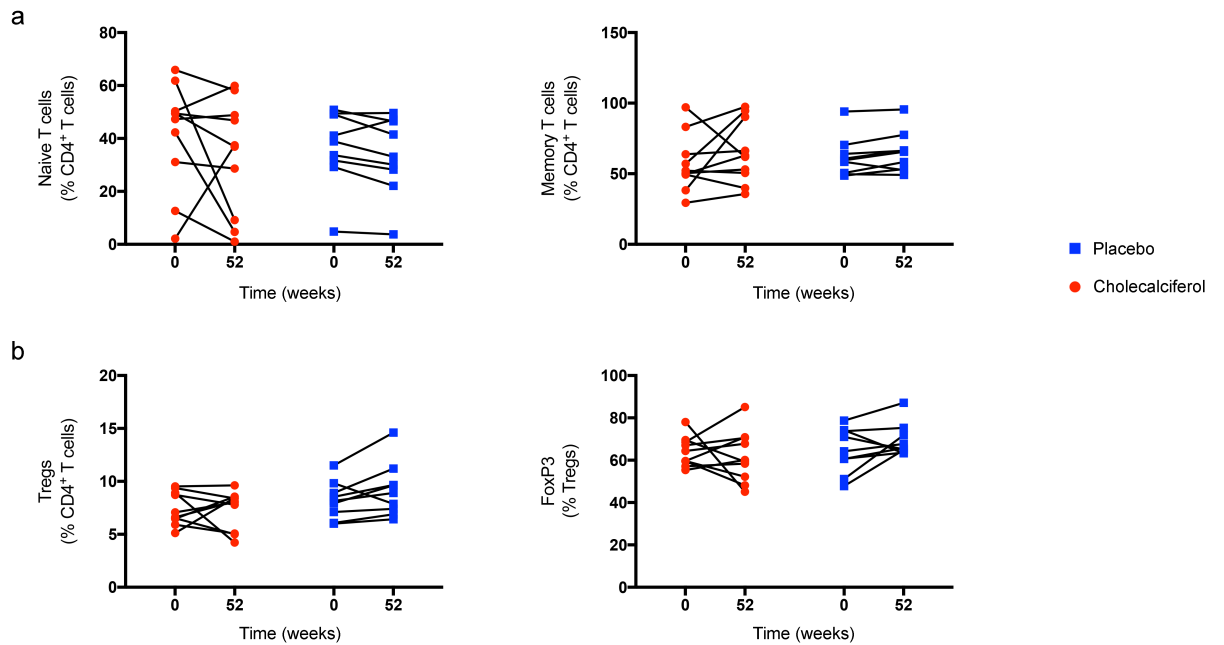 a
Naive T cells
(% CD4⁺ T cells)
80
60
40
20
0
0 52 0 52
Time (weeks)
Memory T cells
(% CD4⁺ T cells)
150
100
50
0
0 52 0 52
Time (weeks)
Placebo
Cholecalciferol
b
Tregs
(% CD4⁺ T cells)
20
15
10
5
0
0 52 0 52
Time (weeks)
FoxP3
(% Tregs)
100
80
60
40
20
0
0 52 0 52
Time (weeks)